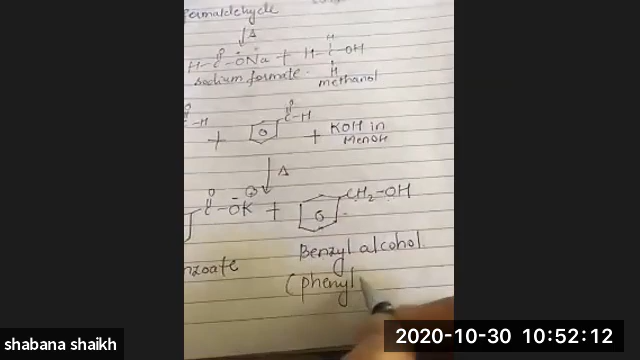 Formaldehyde
↓Δ
H-C-ONa + H-C-OH
O H
H
sodium formate. methanol
-H + C-H + KOH in
O MeOH
↓Δ
C-OK + CH2-OH
O
nzoate Benzyl alcohol
(phenyl
shabana shaikh
2020-10-30 10:52:12